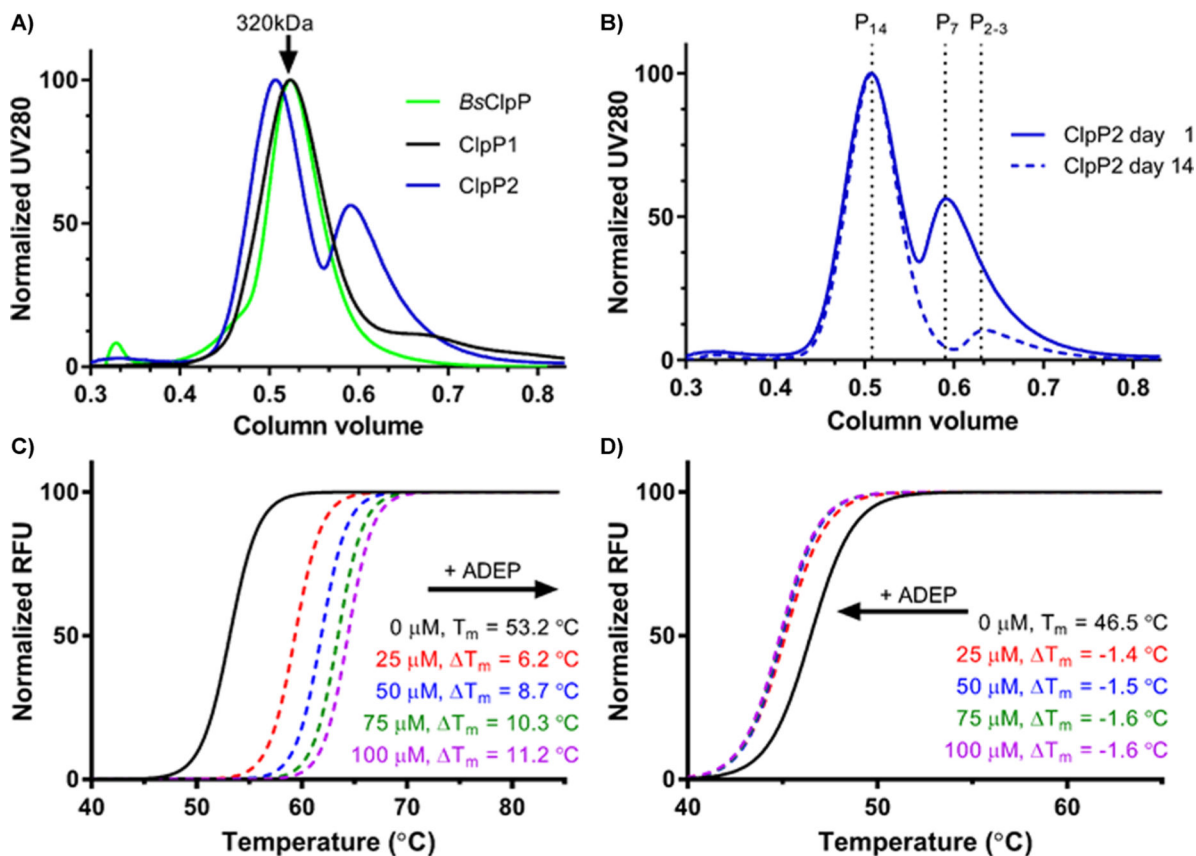 A)
320kDa
Normalized UV280
100
50
0
0.3 0.4 0.5 0.6 0.7 0.8
Column volume
BsClpP
ClpP1
ClpP2
B)
P14 P7 P2-3
Normalized UV280
100
50
0
0.3 0.4 0.5 0.6 0.7 0.8
Column volume
ClpP2 day 1
ClpP2 day 14
C)
Normalized RFU
100
50
0
40 50 60 70 80
Temperature (°C)
+ ADEP
0 µM, Tm = 53.2 °C
25 µM, ΔTm = 6.2 °C
50 µM, ΔTm = 8.7 °C
75 µM, ΔTm = 10.3 °C
100 µM, ΔTm = 11.2 °C
D)
Normalized RFU
100
50
0
40 50 60
Temperature (°C)
+ ADEP
0 µM, Tm = 46.5 °C
25 µM, ΔTm = -1.4 °C
50 µM, ΔTm = -1.5 °C
75 µM, ΔTm = -1.6 °C
100 µM, ΔTm = -1.6 °C